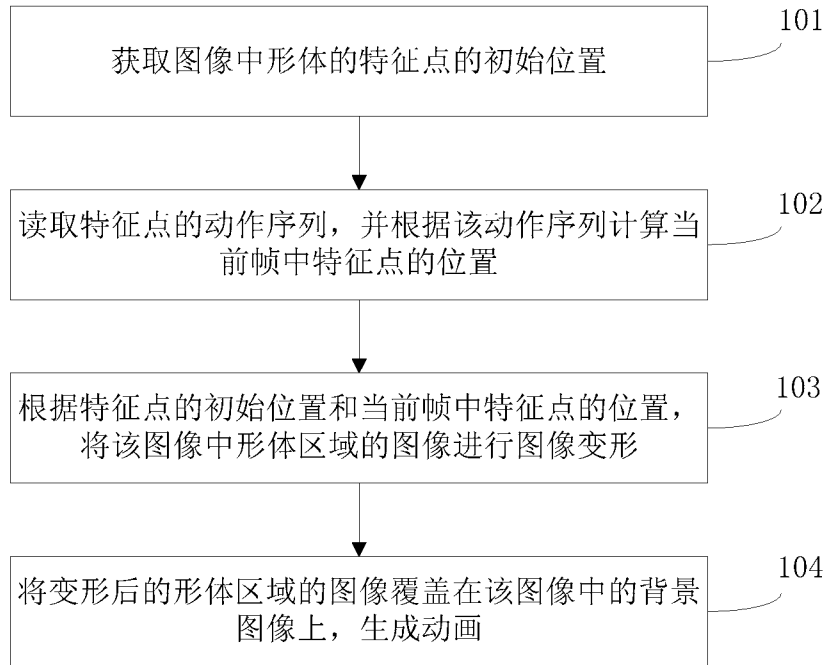 101
获取图像中形体的特征点的初始位置
102
读取特征点的动作序列，并根据该动作序列计算当
前帧中特征点的位置
103
根据特征点的初始位置和当前帧中特征点的位置，
将该图像中形体区域的图像进行图像变形
104
将变形后的形体区域的图像覆盖在该图像中的背景
图像上，生成动画